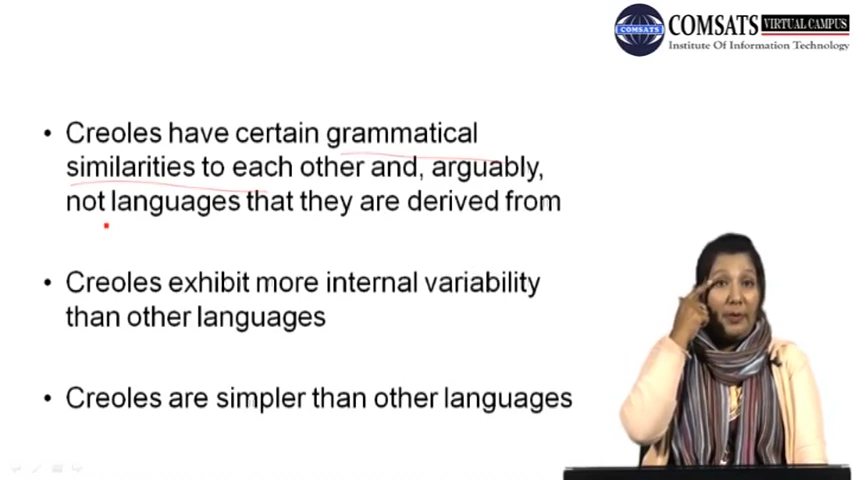 COMSATS
COMSATS VIRTUAL CAMPUS
Institute Of Information Technology
• Creoles have certain grammatical
similarities to each other and, arguably,
not languages that they are derived from
• Creoles exhibit more internal variability
than other languages
• Creoles are simpler than other languages